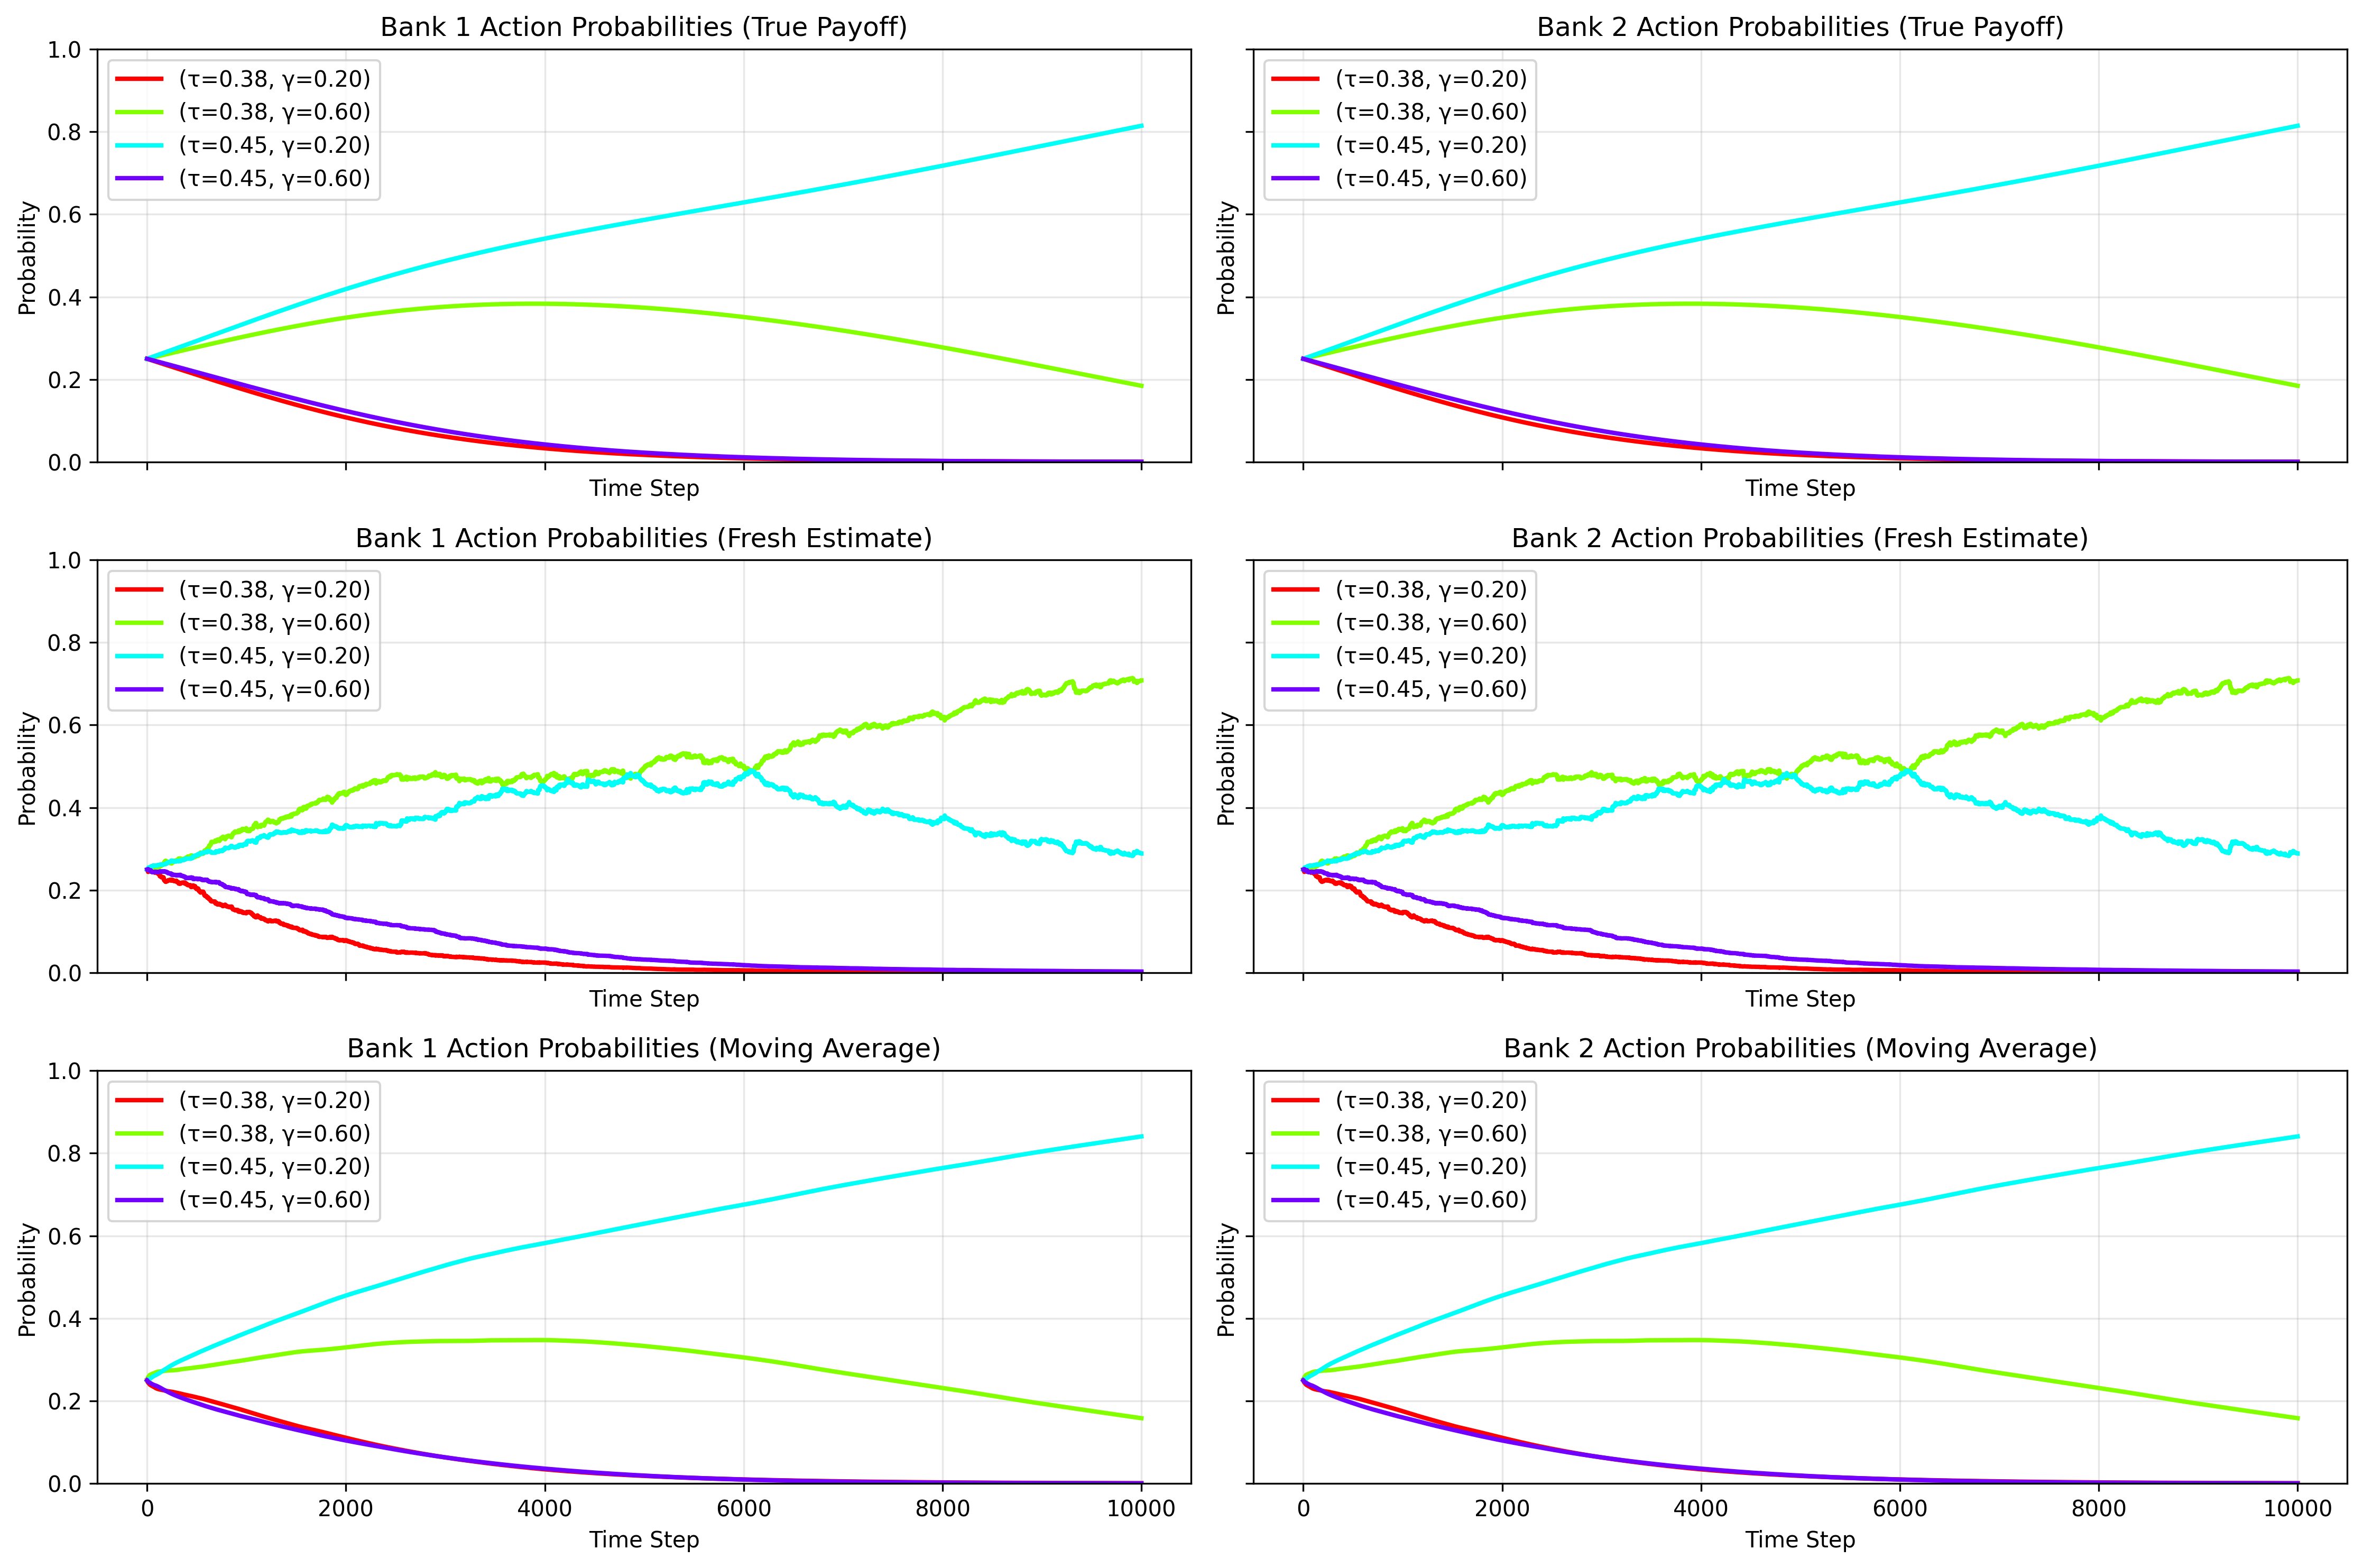 Bank 1 Action Probabilities (True Payoff)
1.0
0.8
0.6
0.4
0.2
0.0
Probability
(τ=0.38, γ=0.20)
(τ=0.38, γ=0.60)
(τ=0.45, γ=0.20)
(τ=0.45, γ=0.60)
Time Step
Bank 2 Action Probabilities (True Payoff)
Probability
(τ=0.38, γ=0.20)
(τ=0.38, γ=0.60)
(τ=0.45, γ=0.20)
(τ=0.45, γ=0.60)
Time Step
Bank 1 Action Probabilities (Fresh Estimate)
1.0
0.8
0.6
0.4
0.2
0.0
Probability
(τ=0.38, γ=0.20)
(τ=0.38, γ=0.60)
(τ=0.45, γ=0.20)
(τ=0.45, γ=0.60)
Time Step
Bank 2 Action Probabilities (Fresh Estimate)
Probability
(τ=0.38, γ=0.20)
(τ=0.38, γ=0.60)
(τ=0.45, γ=0.20)
(τ=0.45, γ=0.60)
Time Step
Bank 1 Action Probabilities (Moving Average)
1.0
0.8
0.6
0.4
0.2
0.0
Probability
(τ=0.38, γ=0.20)
(τ=0.38, γ=0.60)
(τ=0.45, γ=0.20)
(τ=0.45, γ=0.60)
0 2000 4000 6000 8000 10000
Time Step
Bank 2 Action Probabilities (Moving Average)
Probability
(τ=0.38, γ=0.20)
(τ=0.38, γ=0.60)
(τ=0.45, γ=0.20)
(τ=0.45, γ=0.60)
0 2000 4000 6000 8000 10000
Time Step